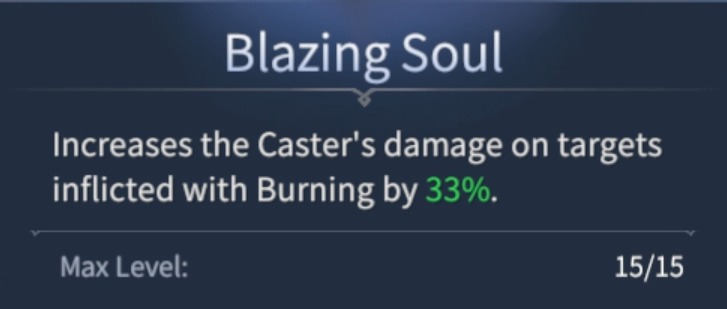 Blazing Soul
Increases the Caster's damage on targets
inflicted with Burning by 33%.
Max Level: 15/15